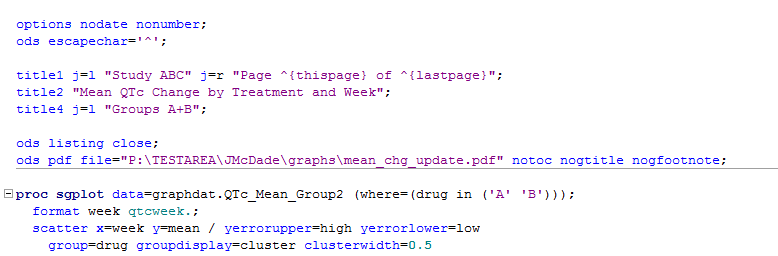 options nodate nonumber;
ods escapechar='^';
title1 j=l "Study ABC" j=r "Page ^{thispage} of ^{lastpage}";
title2 "Mean QTc Change by Treatment and Week";
title4 j=l "Groups A+B";
ods listing close;
ods pdf file="P:\TESTAREA\JMcDade\graphs\mean_chg_update.pdf" notoc nogtitle nogfootnote;
proc sgplot data=graphdat.QTc_Mean_Group2 (where=(drug in ('A' 'B')));
format week qtcweek.;
scatter x=week y=mean / yerrorupper=high yerrorlower=low
group=drug groupdisplay=cluster clusterwidth=0.5